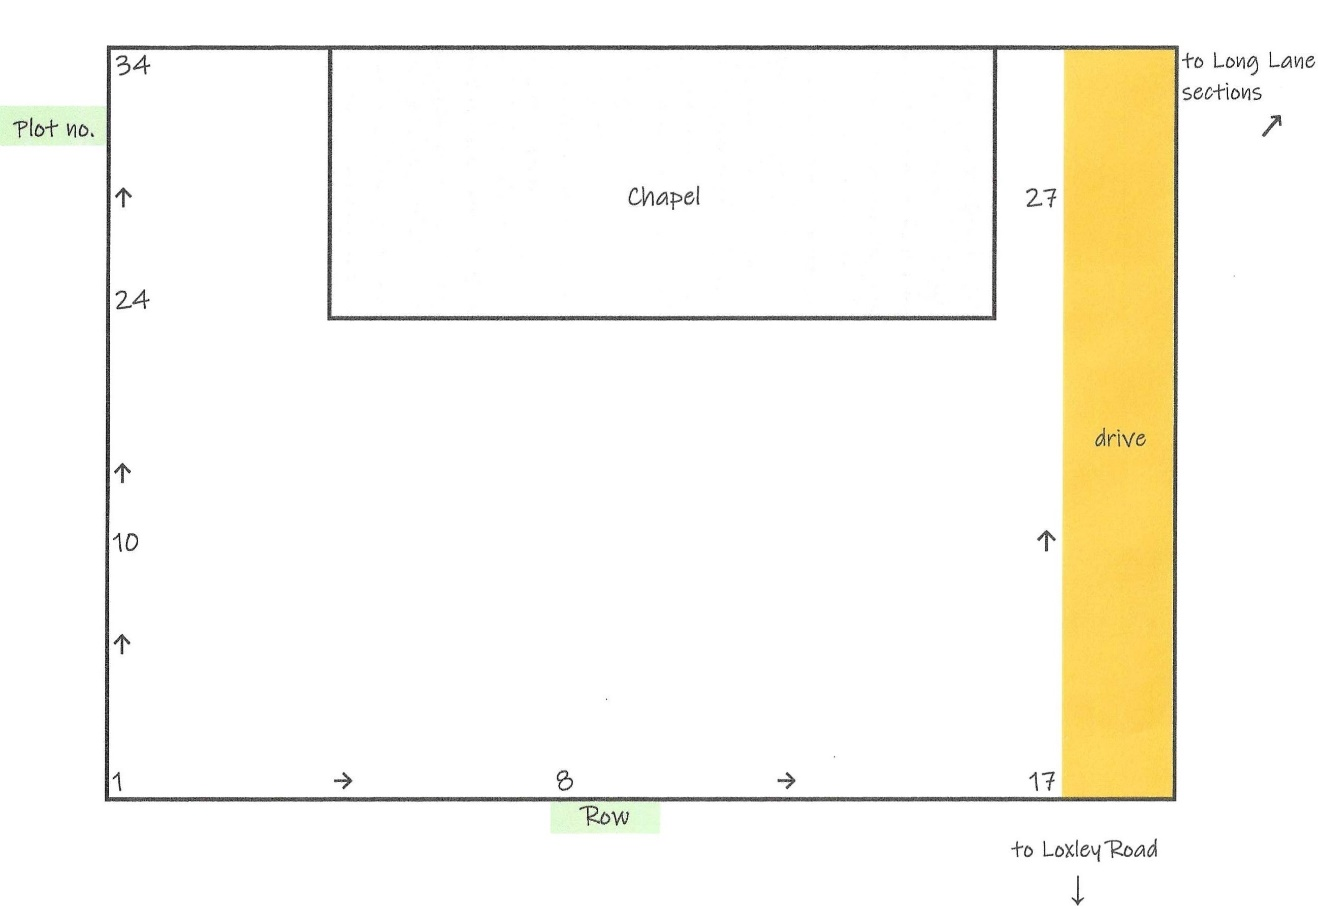 34
to Long Lane
sections
↗
Plot no.
↑
Chapel
27
24
drive
↑
10
↑
↑
1
→
8
→
17
Row
to Loxley Road
↓